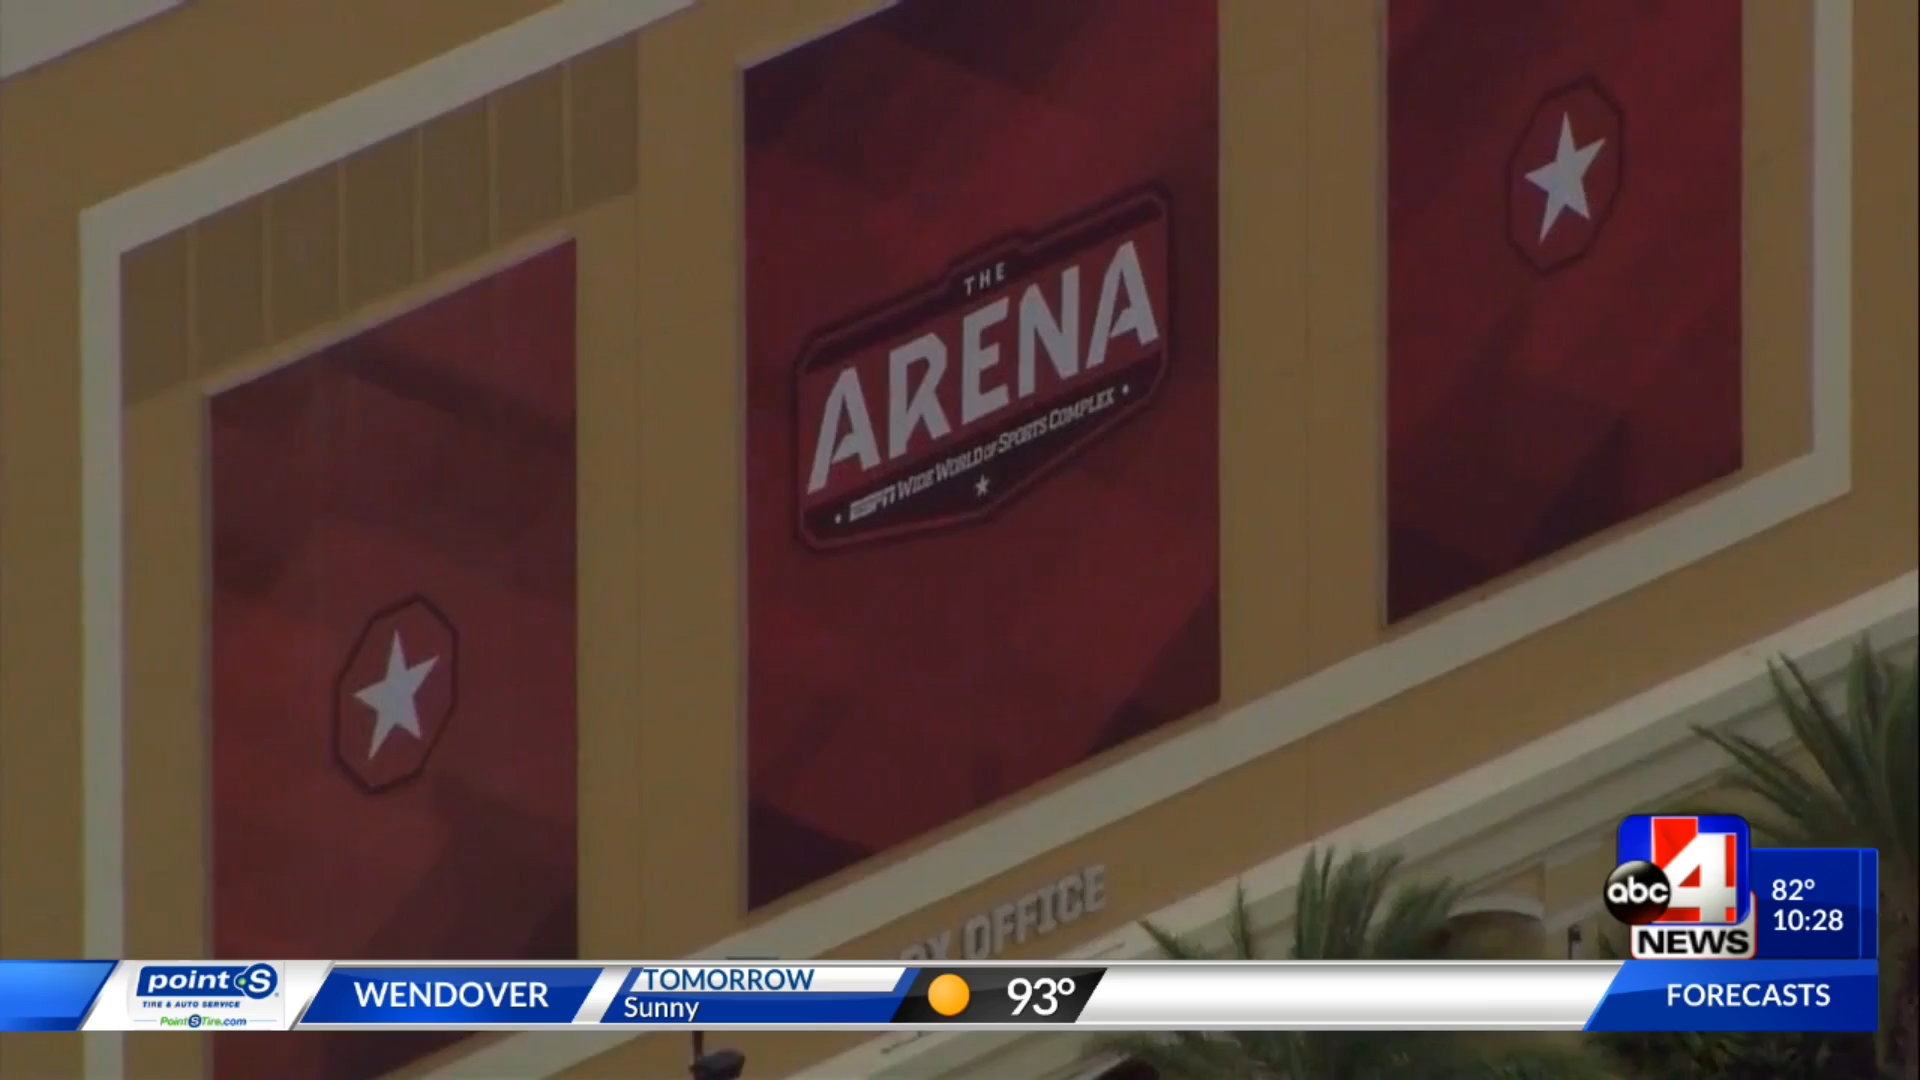 THE
ARENA
• ESPN WIDE WORLD OF SPORTS COMPLEX •
OFFICE
abc 4
NEWS
82°
10:28
point S
TIRE & AUTO SERVICE
PointSTire.com
WENDOVER
TOMORROW
Sunny
93°
FORECASTS